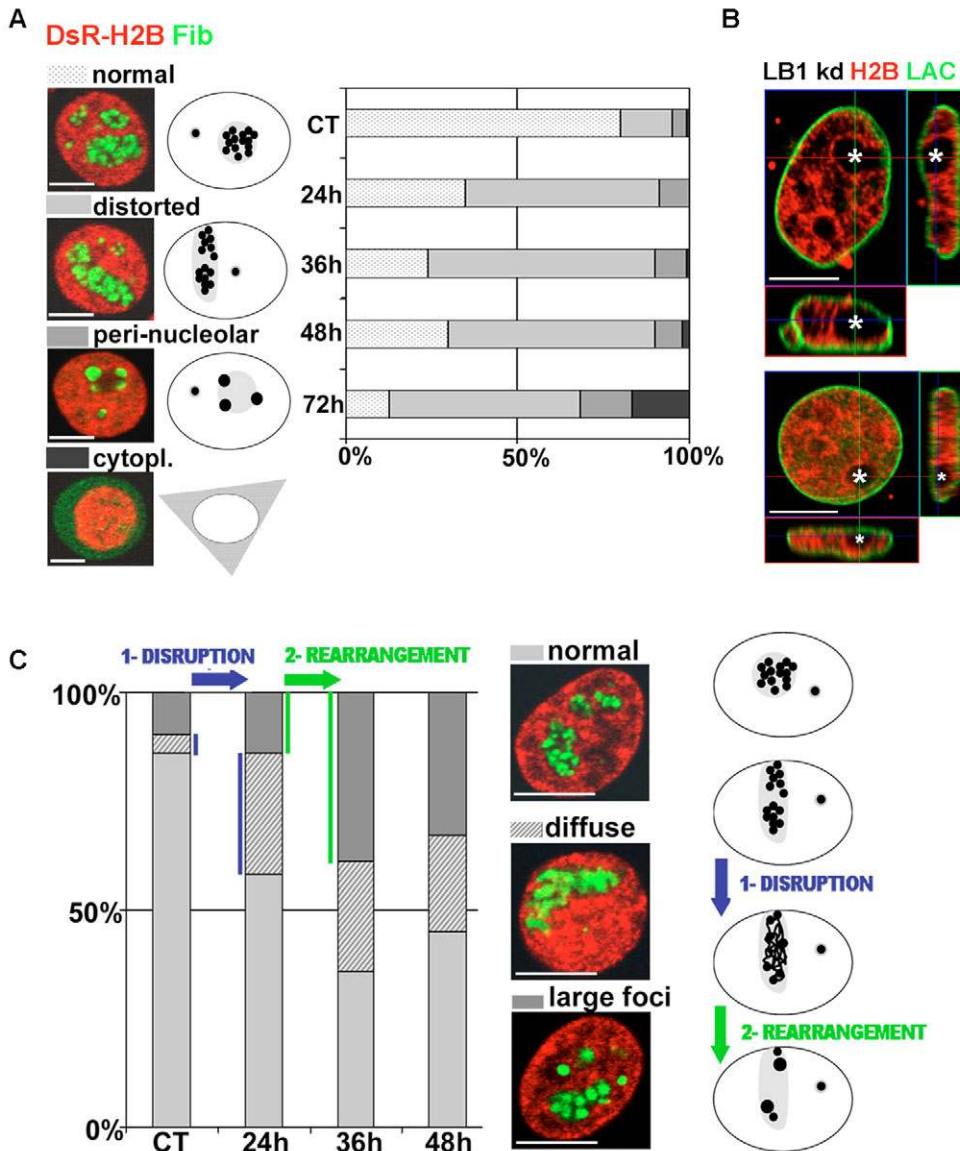 A
DsR-H2B Fib
normal
distorted
peri-nucleolar
cytopl.
CT
24h
36h
48h
72h
0% 50% 100%
B
LB1 kd H2B LAC
*
*
*
*
*
*
C
1- DISRUPTION
2- REARRANGEMENT
100%
50%
0%
CT 24h 36h 48h
normal
diffuse
large foci
1- DISRUPTION
2- REARRANGEMENT